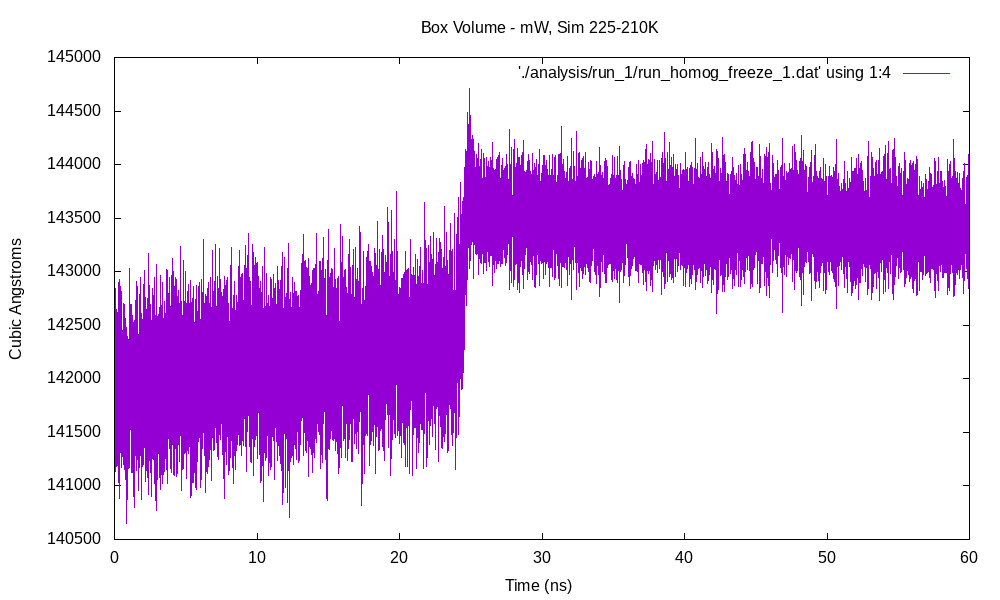 Box Volume - mW, Sim 225-210K
'./analysis/run_1/run_homog_freeze_1.dat' using 1:4
145000
144500
144000
143500
143000
142500
142000
141500
141000
140500
Cubic Angstroms
0 10 20 30 40 50 60
Time (ns)